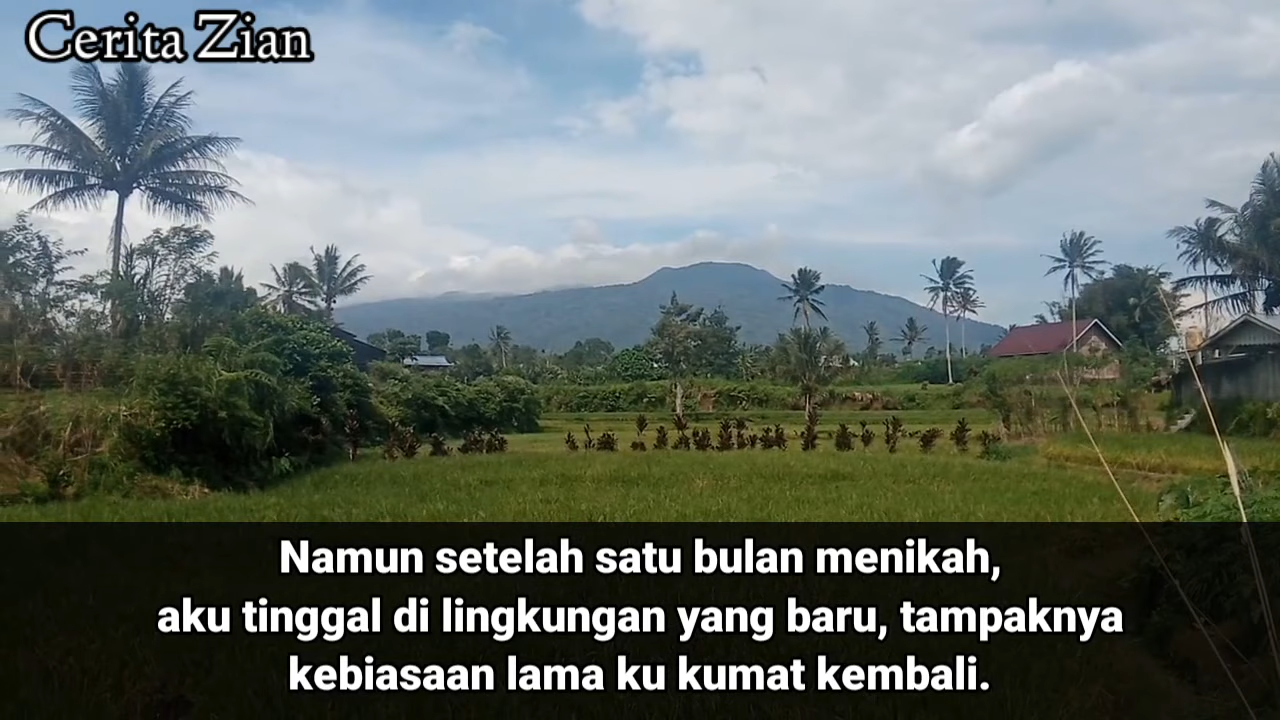 Cerita Zian
Namun setelah satu bulan menikah,
aku tinggal di lingkungan yang baru, tampaknya
kebiasaan lama ku kumat kembali.